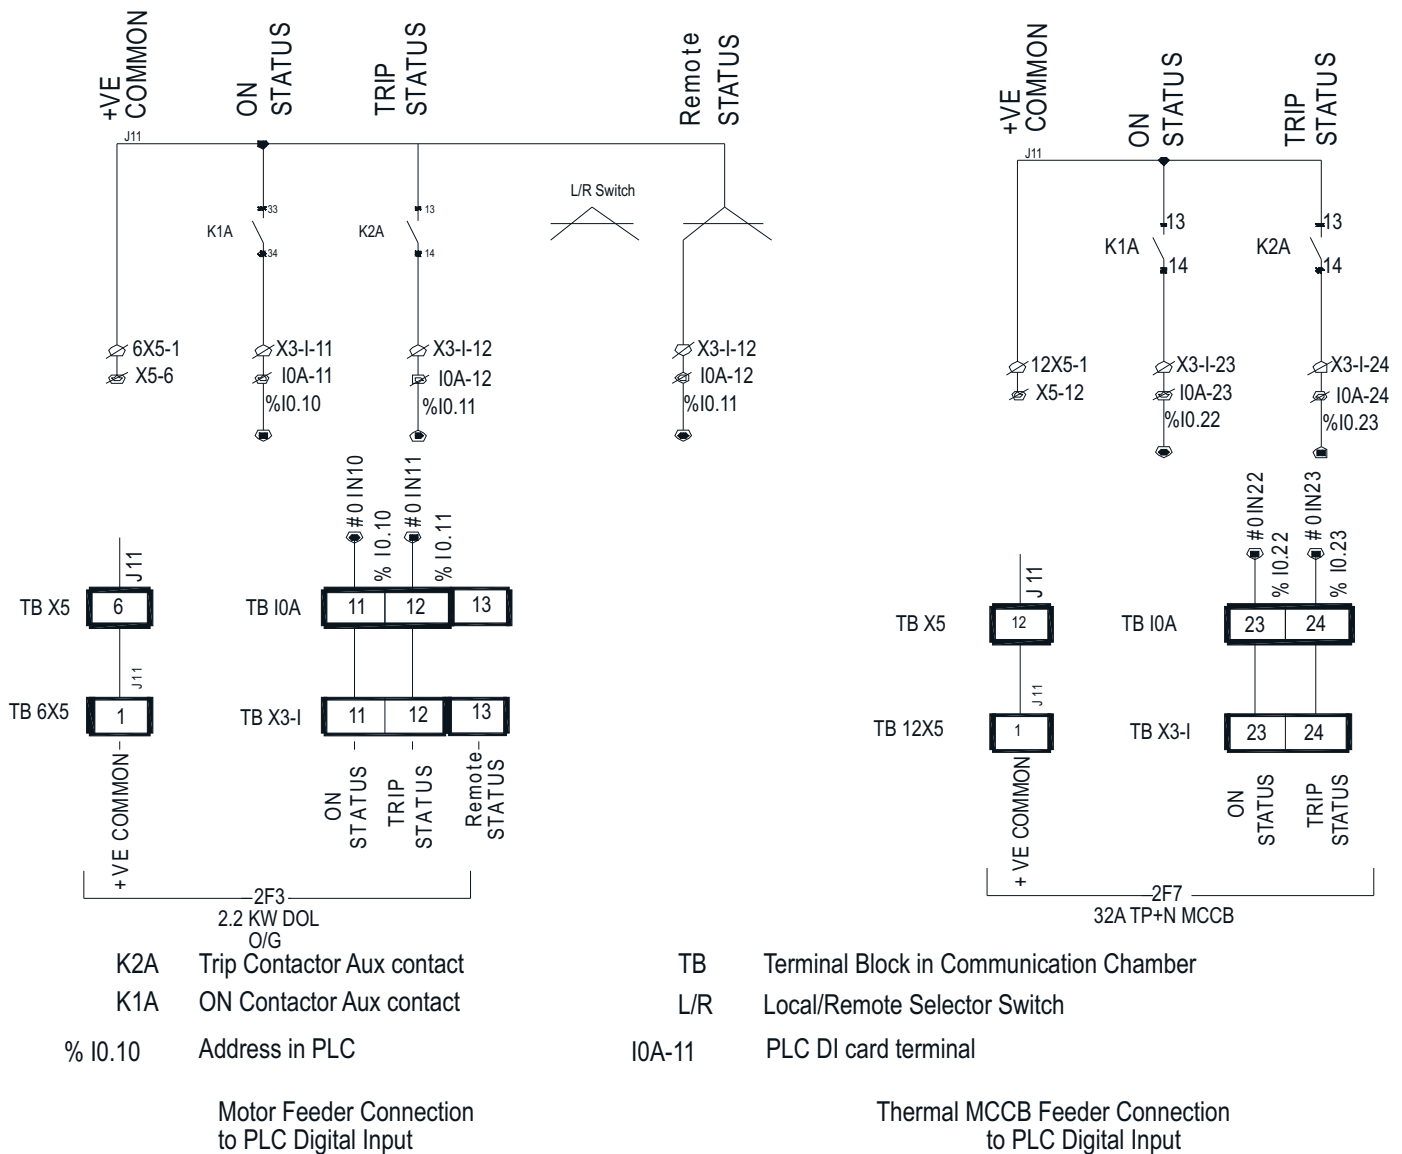 +VE COMMON
ON STATUS
TRIP STATUS
Remote STATUS
J11
33
K1A
34
13
K2A
14
L/R Switch
6X5-1
X5-6
X3-I-11
I0A-11
%I0.10
X3-I-12
I0A-12
%I0.11
X3-I-12
I0A-12
%I0.11
#0IN10
% I0.10
#0IN11
% I0.11
J11
TB X5
6
TB I0A
11 12 13
J11
TB 6X5
1
TB X3-I
11 12 13
+VE COMMON
ON STATUS
TRIP STATUS
Remote STATUS
2F3
2.2 KW DOL
O/G
+VE COMMON
ON STATUS
TRIP STATUS
J11
13
K1A
14
13
K2A
14
12X5-1
X5-12
X3-I-23
I0A-23
%I0.22
X3-I-24
I0A-24
%I0.23
#0IN22
% I0.22
#0IN23
% I0.23
J11
TB X5
12
TB I0A
23 24
J11
TB 12X5
1
TB X3-I
23 24
+VE COMMON
ON STATUS
TRIP STATUS
2F7
32A TP+N MCCB
K2A Trip Contactor Aux contact
K1A ON Contactor Aux contact
% I0.10 Address in PLC
TB Terminal Block in Communication Chamber
L/R Local/Remote Selector Switch
I0A-11 PLC DI card terminal
Motor Feeder Connection
to PLC Digital Input
Thermal MCCB Feeder Connection
to PLC Digital Input